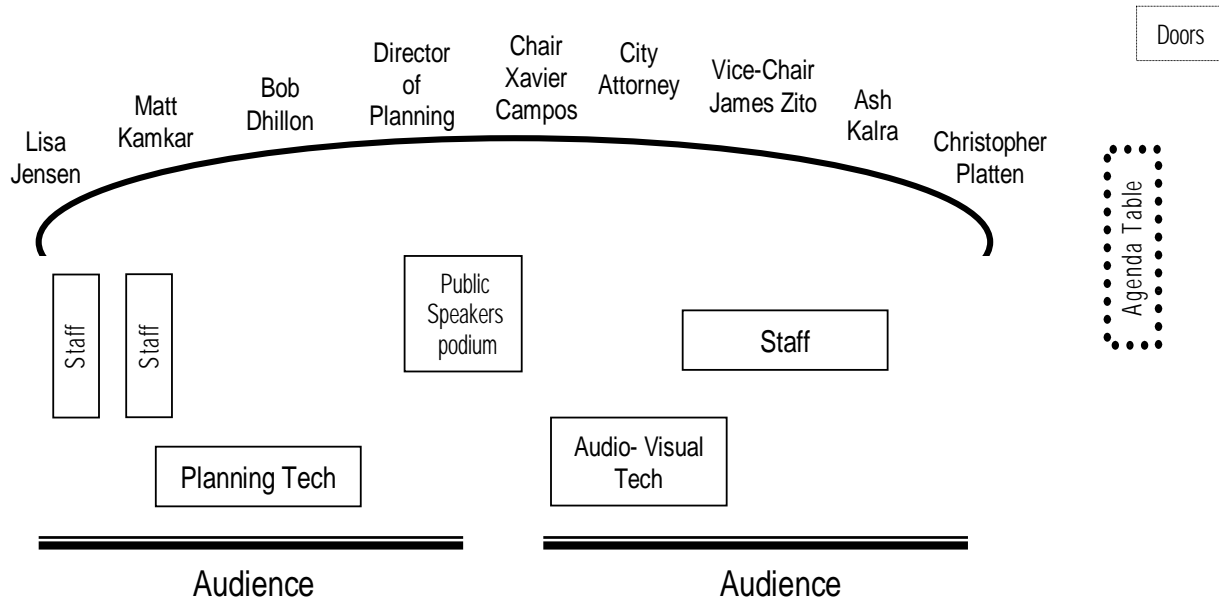 Doors
Lisa
Jensen
Matt
Kamkar
Bob
Dhillon
Director
of
Planning
Chair
Xavier
Campos
City
Attorney
Vice-Chair
James Zito
Ash
Kalra
Christopher
Platten
Agenda Table
Staff
Staff
Public
Speakers
podium
Staff
Planning Tech
Audio- Visual
Tech
Audience
Audience